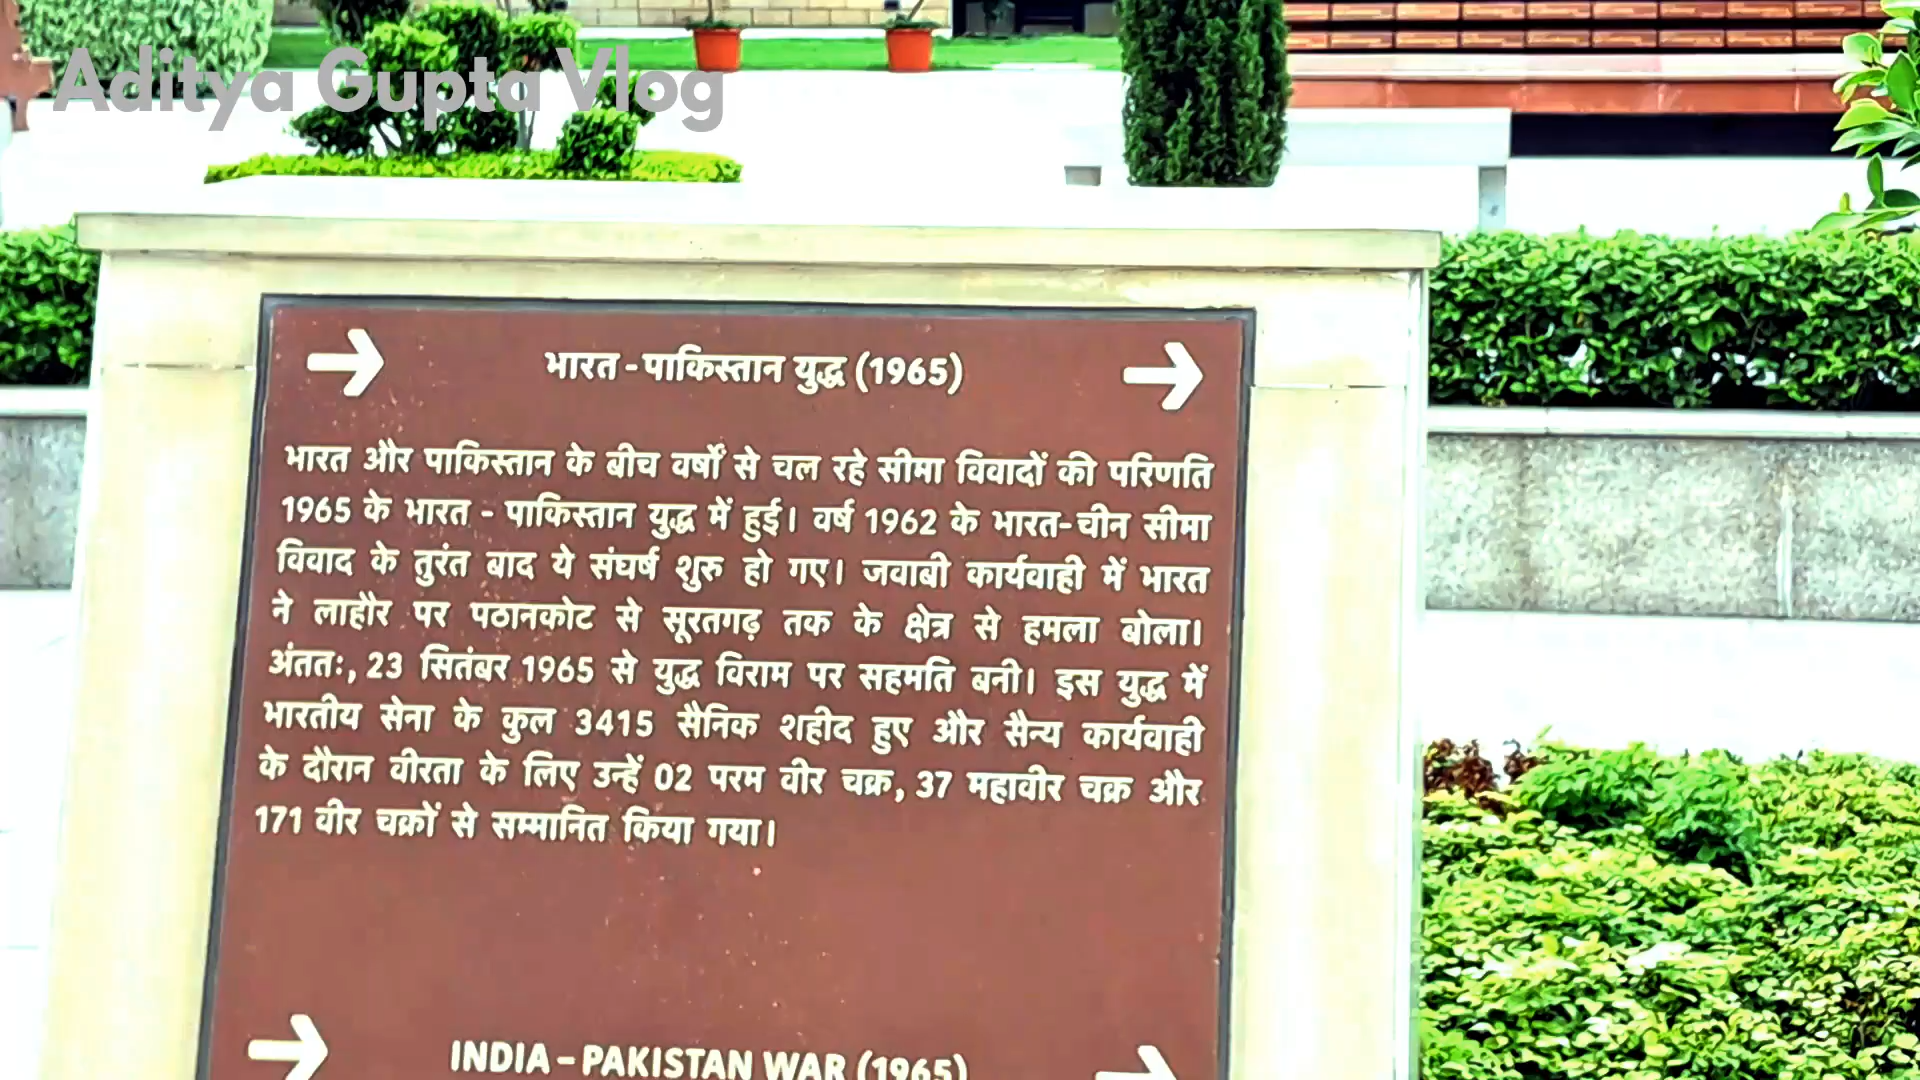 Aditya Gupta Vlog
भारत - पाकिस्तान युद्ध (1965)
भारत और पाकिस्तान के बीच वर्षों से चल रहे सीमा विवादों की परिणति
1965 के भारत - पाकिस्तान युद्ध में हुई। वर्ष 1962 के भारत-चीन सीमा
विवाद के तुरंत बाद ये संघर्ष शुरु हो गए। जवाबी कार्यवाही में भारत
ने लाहौर पर पठानकोट से सूरतगढ़ तक के क्षेत्र से हमला बोला।
अंततः, 23 सितंबर 1965 से युद्ध विराम पर सहमति बनी। इस युद्ध में
भारतीय सेना के कुल 3415 सैनिक शहीद हुए और सैन्य कार्यवाही
के दौरान वीरता के लिए उन्हें 02 परम वीर चक्र, 37 महावीर चक्र और
171 वीर चक्रों से सम्मानित किया गया।
INDIA - PAKISTAN WAR (1965)